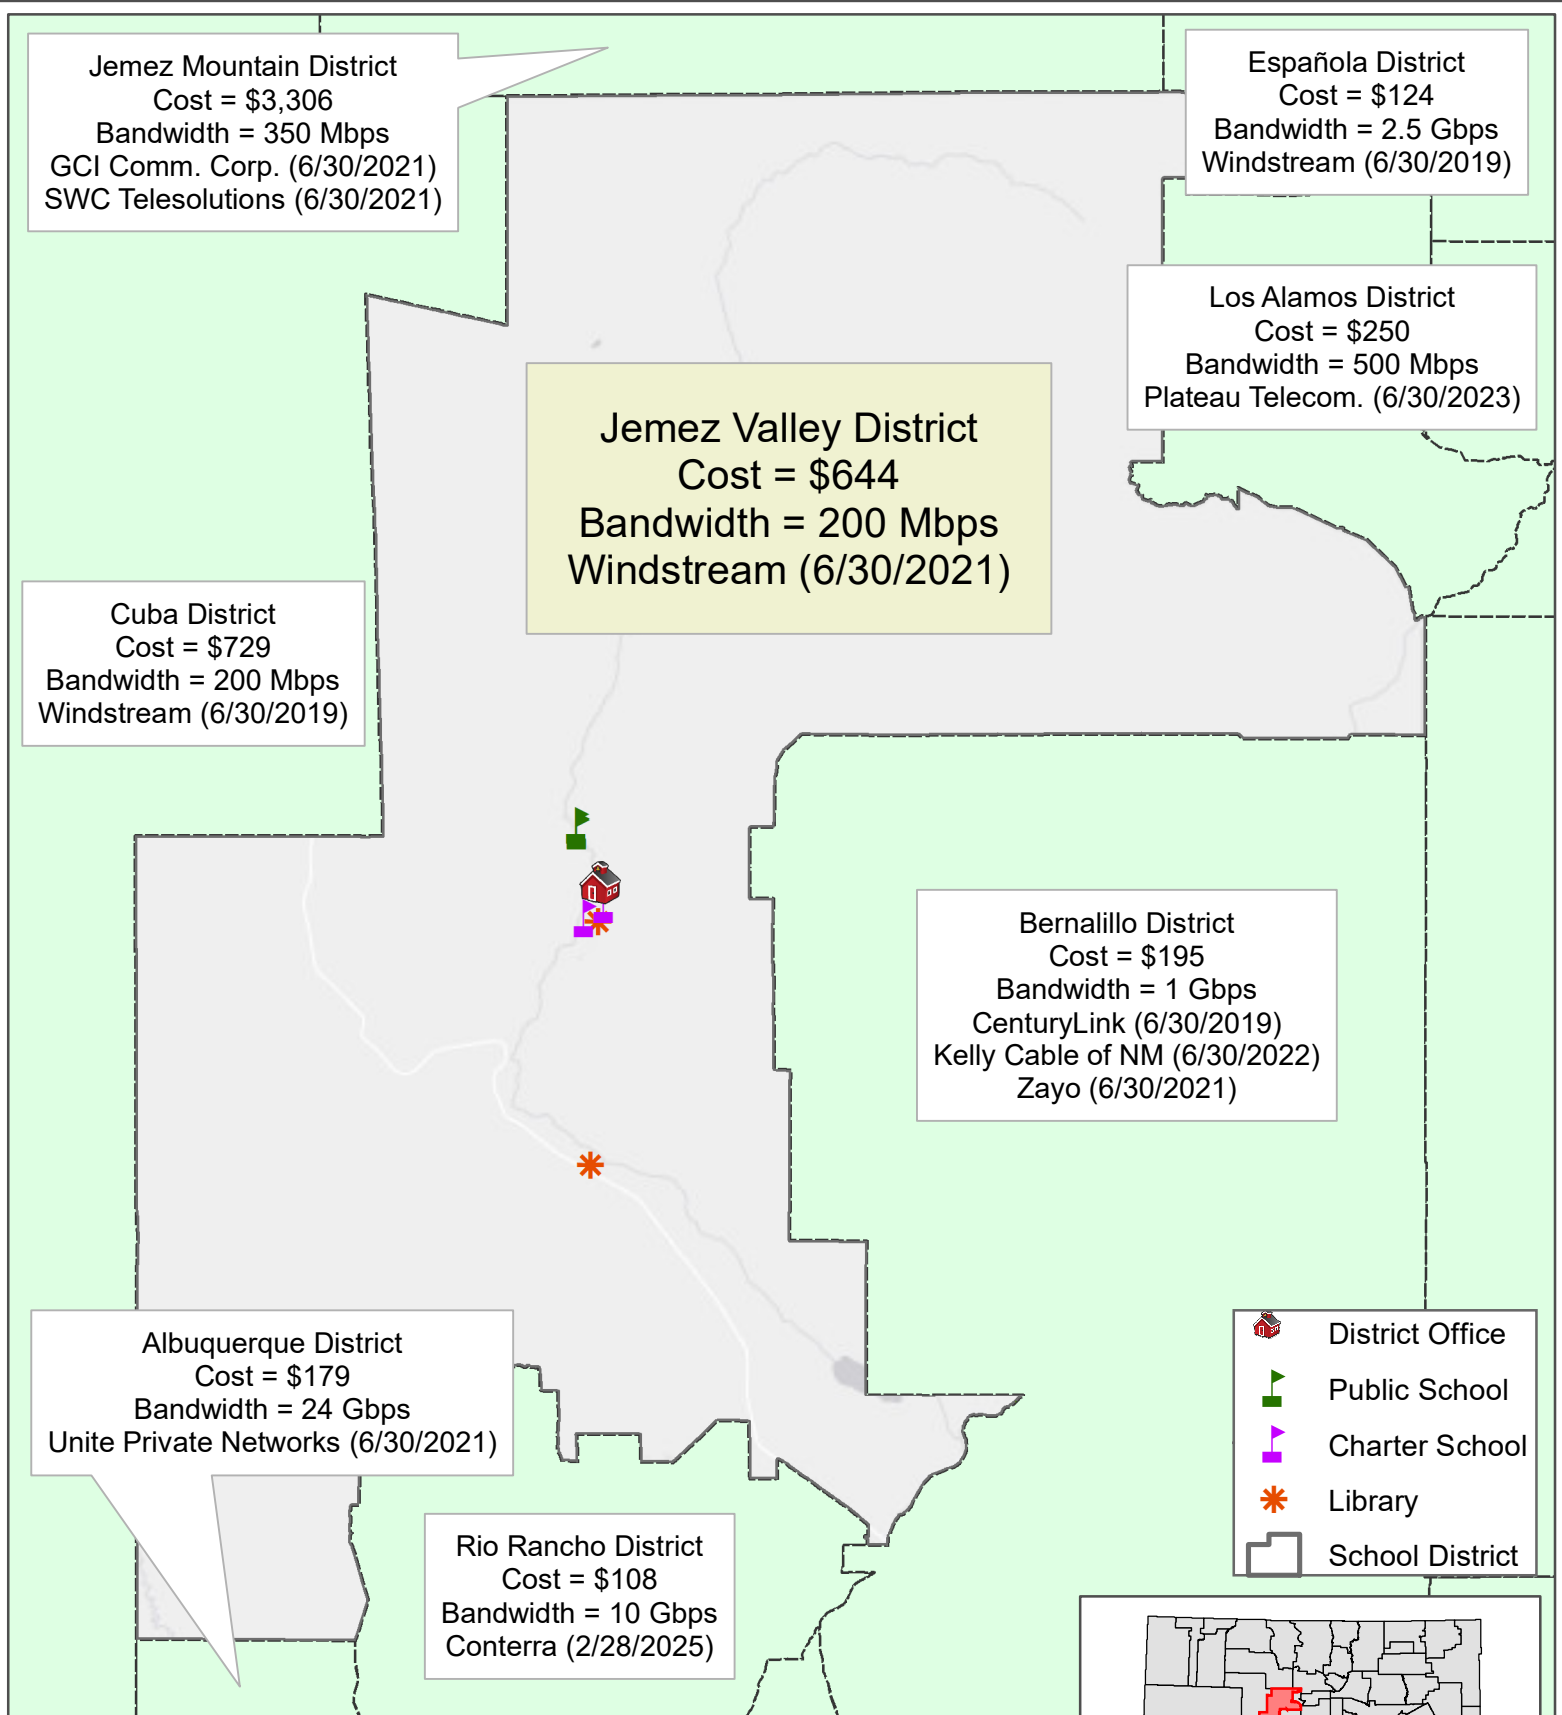 Jemez Mountain District
Cost = $3,306
Bandwidth = 350 Mbps
GCI Comm. Corp. (6/30/2021)
SWC Telesolutions (6/30/2021)
Española District
Cost = $124
Bandwidth = 2.5 Gbps
Windstream (6/30/2019)
Los Alamos District
Cost = $250
Bandwidth = 500 Mbps
Plateau Telecom. (6/30/2023)
Jemez Valley District
Cost = $644
Bandwidth = 200 Mbps
Windstream (6/30/2021)
Cuba District
Cost = $729
Bandwidth = 200 Mbps
Windstream (6/30/2019)
Bernalillo District
Cost = $195
Bandwidth = 1 Gbps
CenturyLink (6/30/2019)
Kelly Cable of NM (6/30/2022)
Zayo (6/30/2021)
Albuquerque District
Cost = $179
Bandwidth = 24 Gbps
Unite Private Networks (6/30/2021)
Rio Rancho District
Cost = $108
Bandwidth = 10 Gbps
Conterra (2/28/2025)
District Office
Public School
Charter School
Library
School District